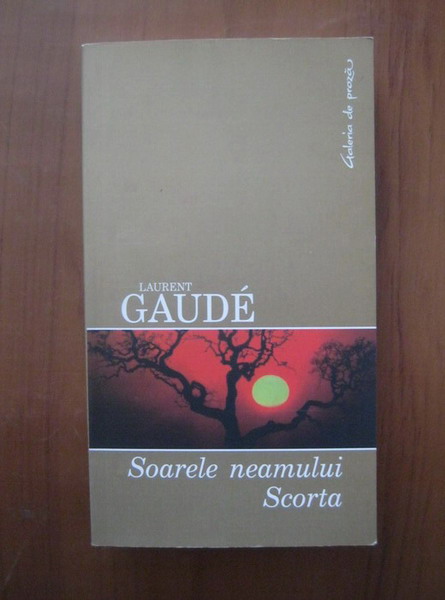 Galeria de proză
LAURENT
GAUDÉ
Soarele neamului
Scorta